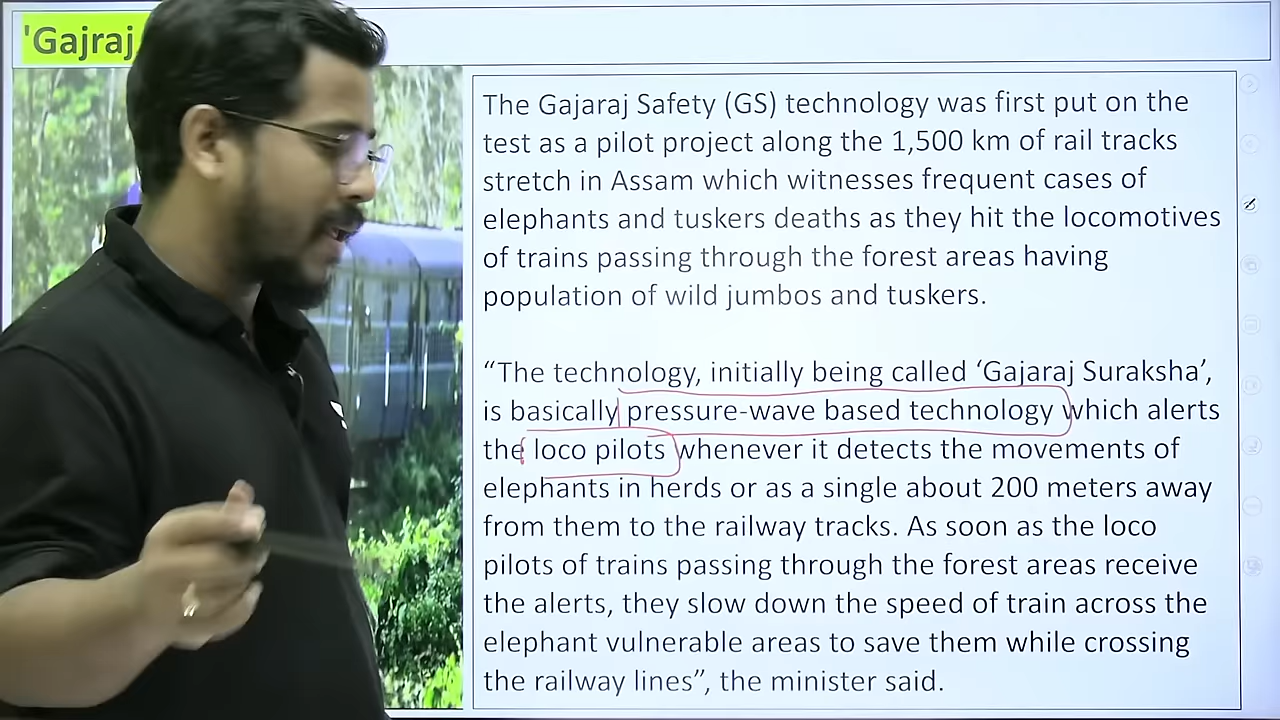 'Gajraj
The Gajaraj Safety (GS) technology was first put on the
test as a pilot project along the 1,500 km of rail tracks
stretch in Assam which witnesses frequent cases of
elephants and tuskers deaths as they hit the locomotives
of trains passing through the forest areas having
population of wild jumbos and tuskers.
“The technology, initially being called ‘Gajaraj Suraksha’,
is basically pressure-wave based technology which alerts
the loco pilots whenever it detects the movements of
elephants in herds or as a single about 200 meters away
from them to the railway tracks. As soon as the loco
pilots of trains passing through the forest areas receive
the alerts, they slow down the speed of train across the
elephant vulnerable areas to save them while crossing
the railway lines”, the minister said.